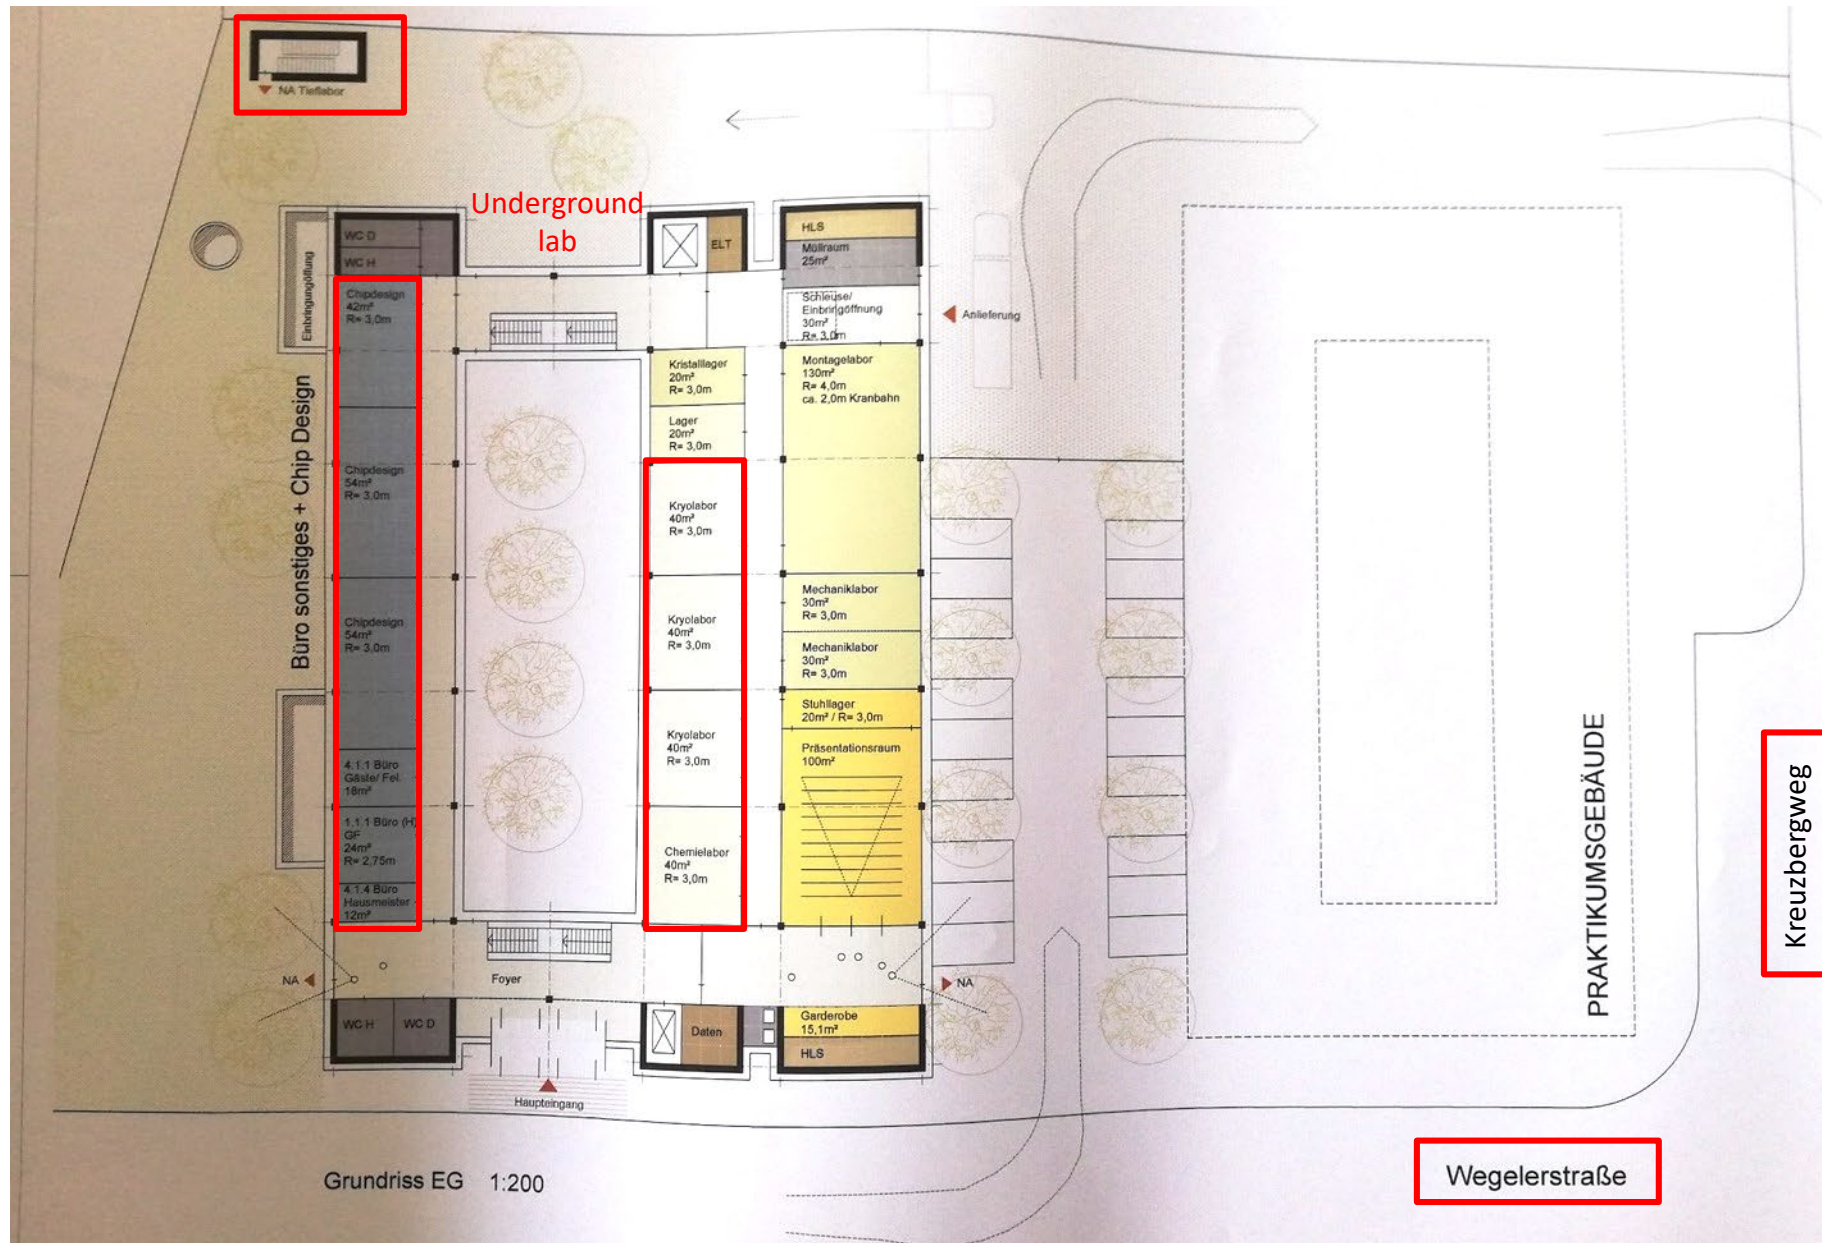 NA Tieflabor
Underground
lab
WC D
WC H
ELT
HLS
Müllraum
25m²
Einbringungöffung
Chipdesign
42m²
R= 3,0m
Schleuse/
Einbringöffnung
30m²
R= 3,0m
Anlieferung
Kristalllager
20m²
R= 3,0m
Montagelabor
130m²
R= 4,0m
ca. 2,0m Kranbahn
Lager
20m²
R= 3,0m
Büro sonstiges + Chip Design
Chipdesign
54m²
R= 3,0m
Kryolabor
40m²
R= 3,0m
Chipdesign
54m²
R= 3,0m
Kryolabor
40m²
R= 3,0m
Mechaniklabor
30m²
R= 3,0m
Mechaniklabor
30m²
R= 3,0m
Stuhllager
20m² / R= 3,0m
Kryolabor
40m²
R= 3,0m
Präsentationsraum
100m²
4.1.1 Büro
Gäste/ Fel.
18m²
1.1.1 Büro (H)
GF
24m²
R= 2,75m
Chemielabor
40m²
R= 3,0m
4.1.4 Büro
Hausmeister
12m²
PRAKTIKUMSGEBÄUDE
Kreuzbergweg
NA
Foyer
NA
WC H
WC D
Daten
Garderobe
15,1m²
HLS
Haupteingang
Grundriss EG 1:200
Wegelerstraße